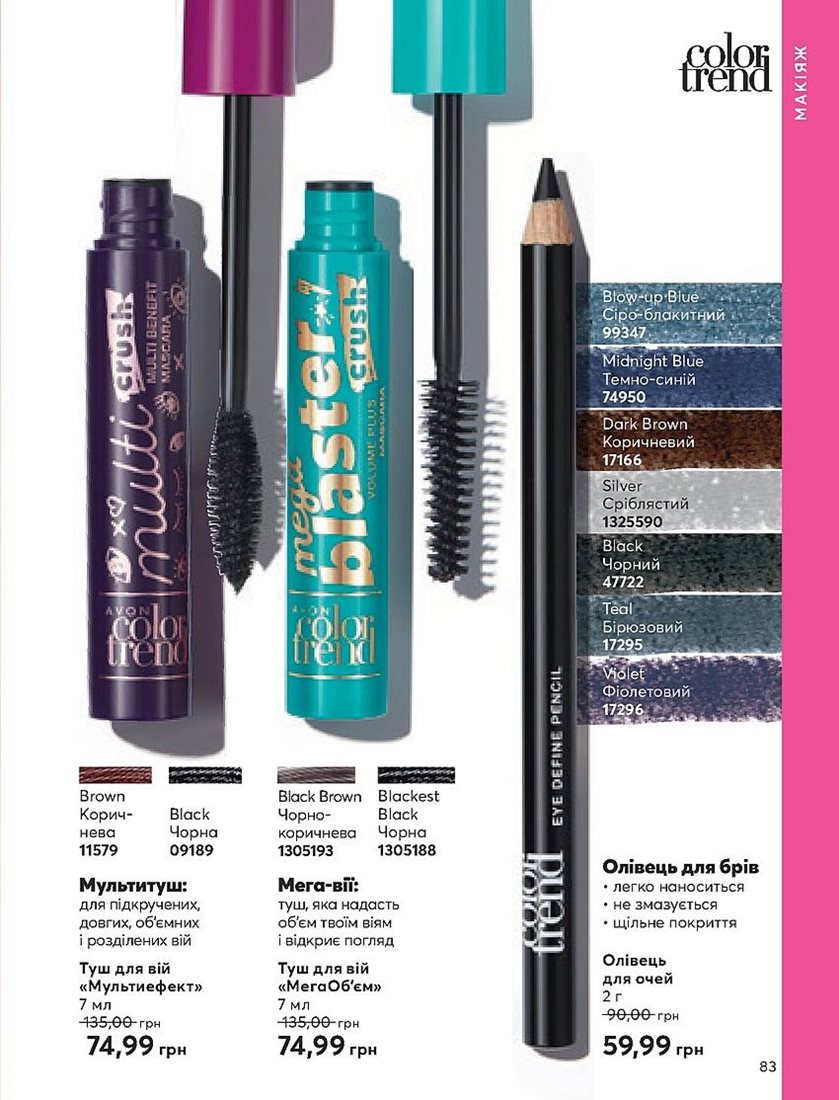 color
trend
МАКІЯЖ
multi
crush
MULTI BENEFIT
MASCARA
AVON
color
trend
mega
blaster
crush
VOLUME PLUS
MASCARA
AVON
color
trend
EYE DEFINE PENCIL
color
trend
Blow-up Blue
Сіро-блакитний
99347
Midnight Blue
Темно-синій
74950
Dark Brown
Коричневий
17166
Silver
Сріблястий
1325590
Black
Чорний
47722
Teal
Бірюзовий
17295
Violet
Фіолетовий
17296
Brown
Корич-
нева
11579
Black
Чорна
09189
Black Brown
Чорно-
коричнева
1305193
Blackest
Black
Чорна
1305188
Мультитуш:
для підкручених,
довгих, об'ємних
і розділених вій
Туш для вій
«Мультиефект»
7 мл
135,00 грн
74,99 грн
Мега-вії:
туш, яка надасть
об'єм твоїм віям
і відкриє погляд
Туш для вій
«МегаОб'єм»
7 мл
135,00 грн
74,99 грн
Олівець для брів
• легко наноситься
• не змазується
• щільне покриття
Олівець
для очей
2 г
90,00 грн
59,99 грн
83